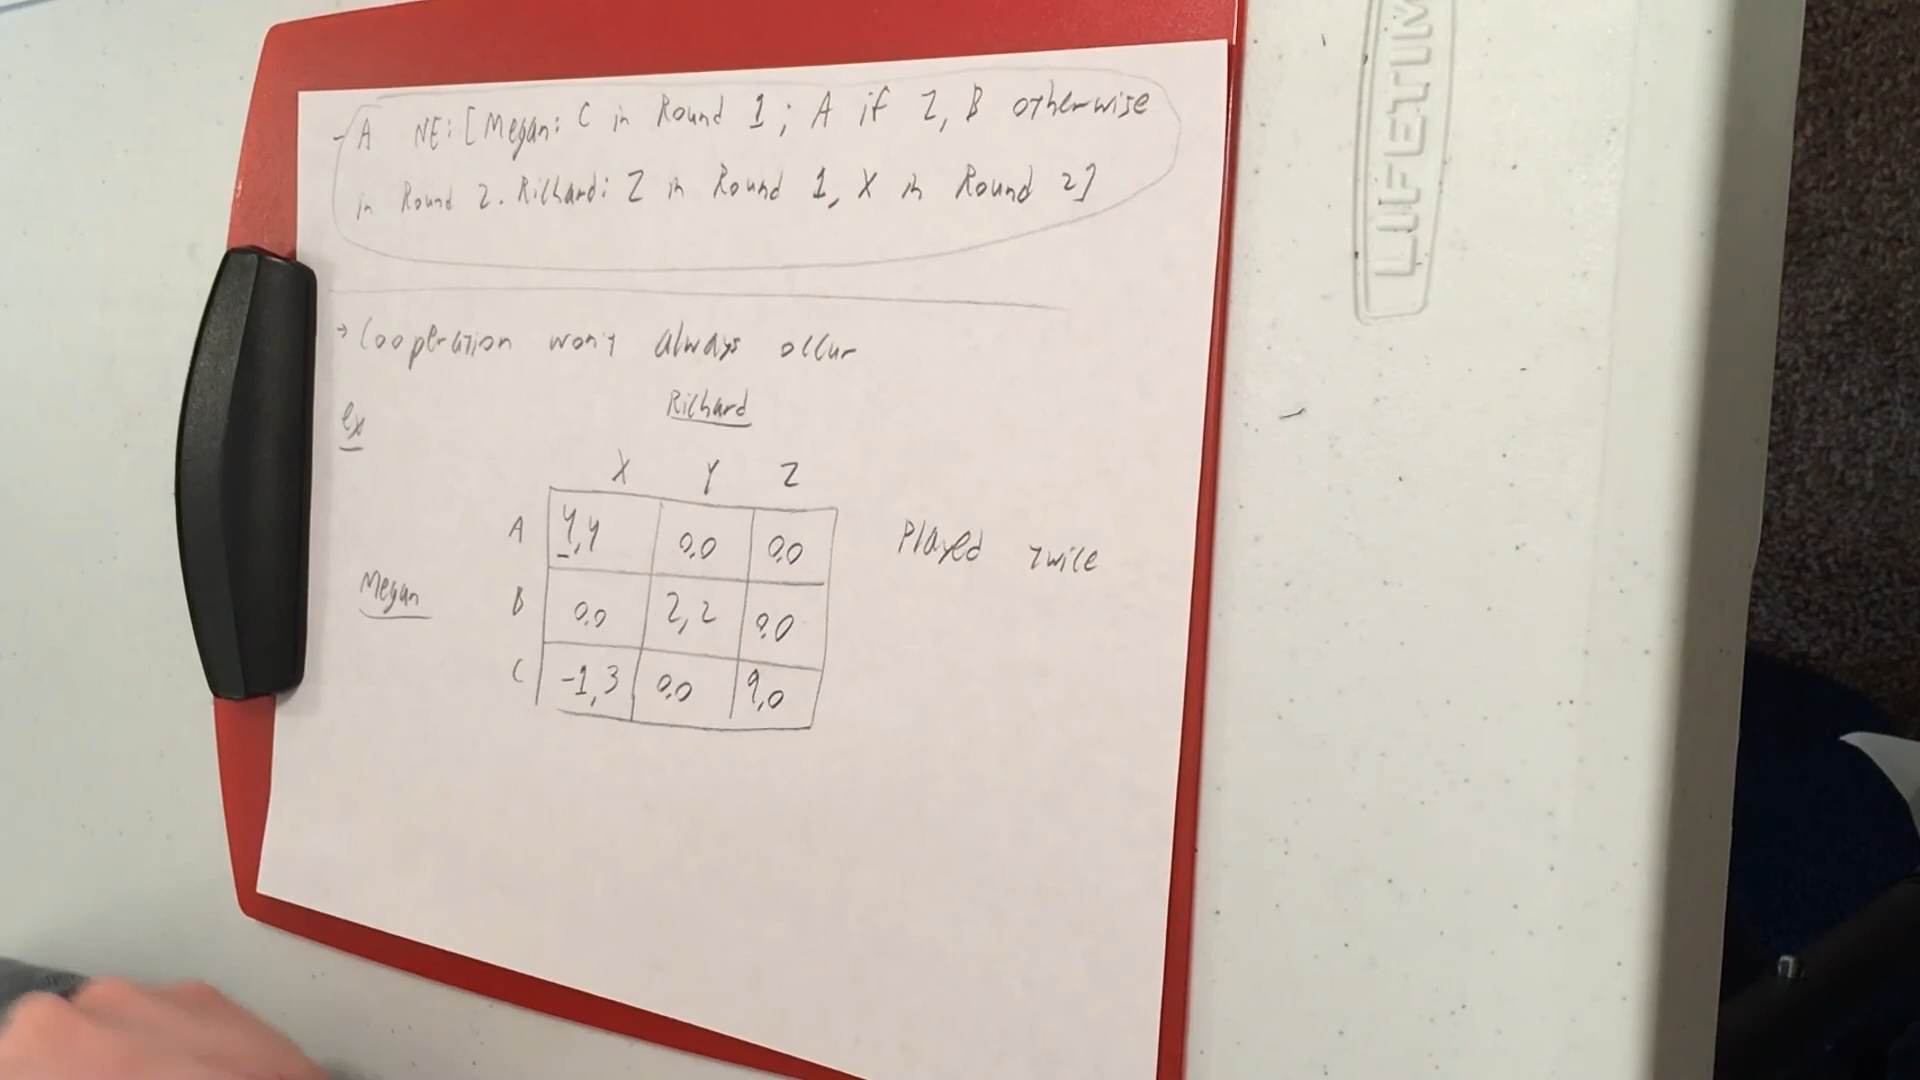 - A NE: [Megan: C in Round 1; A if Z, B otherwise
in Round 2. Richard: Z in Round 1, X in Round 2]
→ Cooperation won't always occur
ex
Richard
X Y Z
A 4,4 0,0 0,0
Played twice
Megan
B 0,0 2,2 0,0
C -1,3 0,0 9,0
LIFETIM